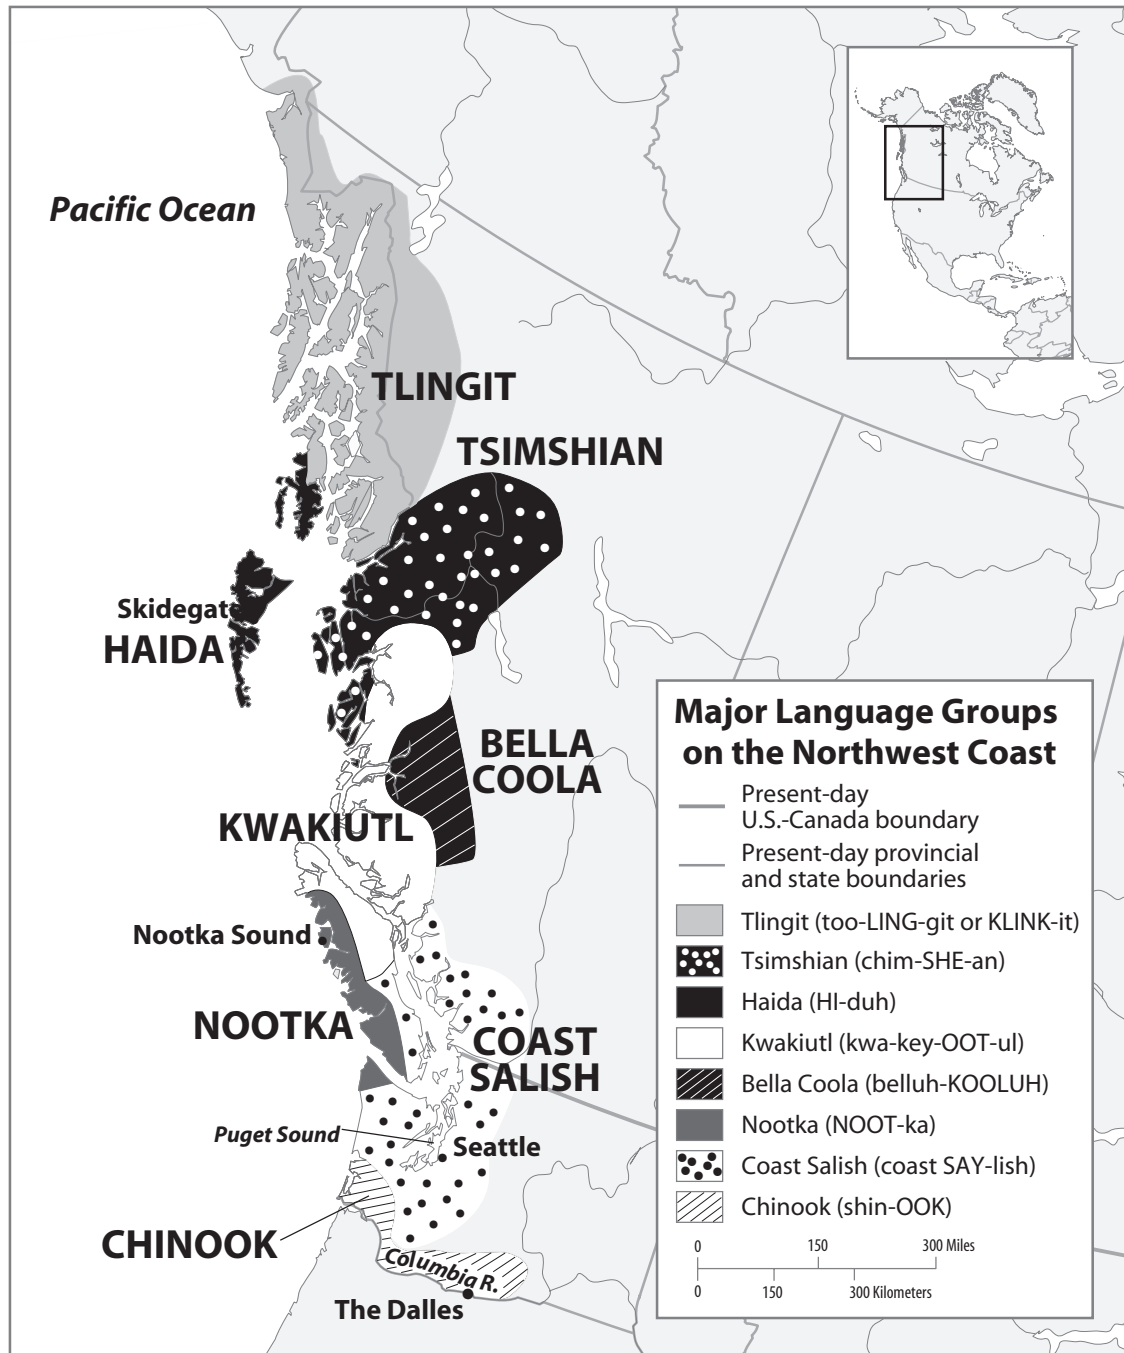 Pacific Ocean
TLINGIT
TSIMSHIAN
Skidegat
HAIDA
BELLA
COOLA
KWAKIUTL
Nootka Sound
NOOTKA
COAST
SALISH
Puget Sound
Seattle
CHINOOK
Columbia R.
The Dalles
Major Language Groups
on the Northwest Coast
Present-day
U.S.-Canada boundary
Present-day provincial
and state boundaries
Tlingit (too-LING-git or KLINK-it)
Tsimshian (chim-SHE-an)
Haida (HI-duh)
Kwakiutl (kwa-key-OOT-ul)
Bella Coola (belluh-KOOLUH)
Nootka (NOOT-ka)
Coast Salish (coast SAY-lish)
Chinook (shin-OOK)
0 150 300 Miles
0 150 300 Kilometers